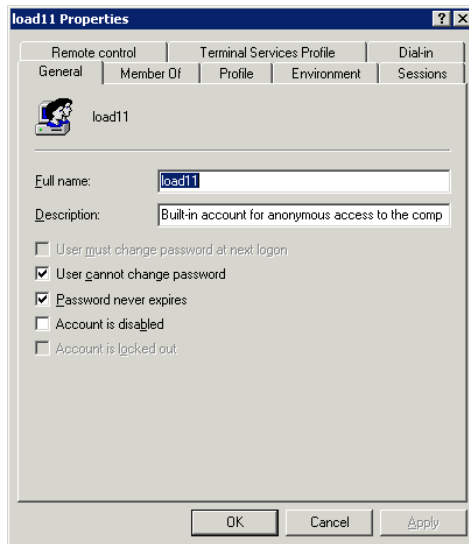 load11 Properties
Remote control Terminal Services Profile Dial-in
General Member Of Profile Environment Sessions
load11
Full name: load11
Description: Built-in account for anonymous access to the comp
User must change password at next logon
User cannot change password
Password never expires
Account is disabled
Account is locked out
OK Cancel Apply